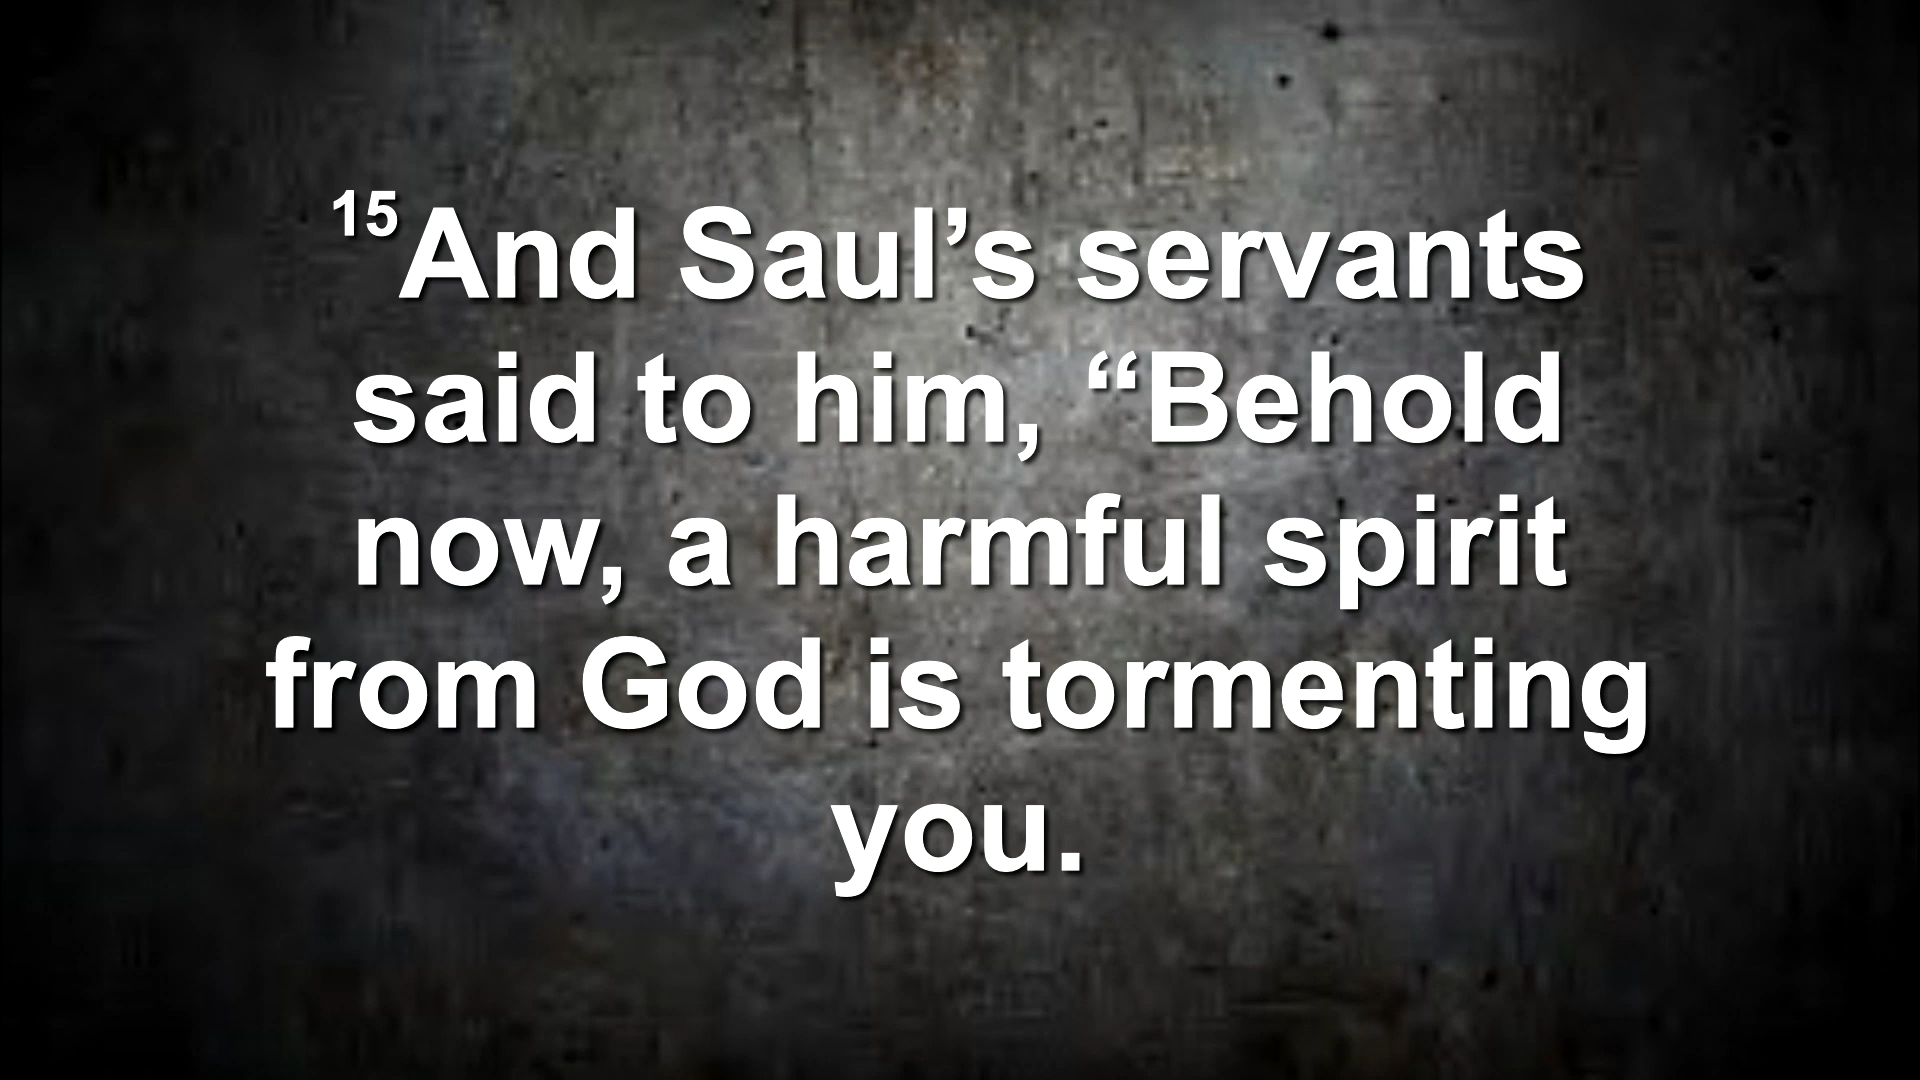 15And Saul’s servants
said to him, “Behold
now, a harmful spirit
from God is tormenting
you.